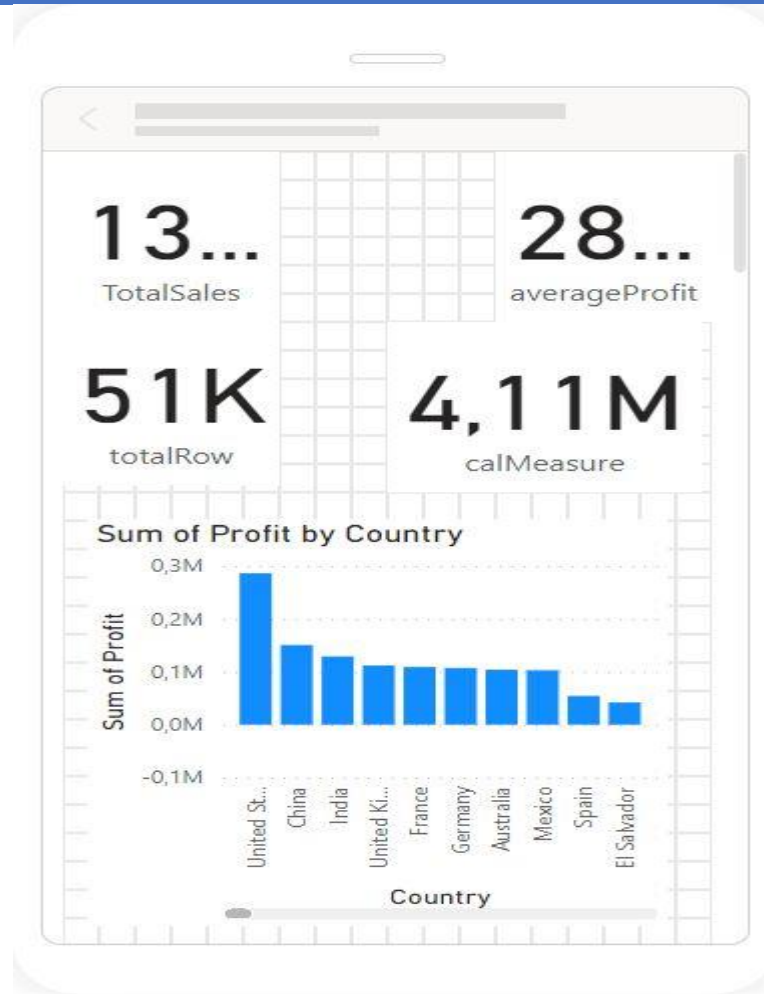 13...
TotalSales
28...
averageProfit
51K
totalRow
4,11M
calMeasure
Sum of Profit by Country
Sum of Profit
0,3M
0,2M
0,1M
0,0M
-0,1M
United St...
China
India
United Ki...
France
Germany
Australia
Mexico
Spain
El Salvador
Country